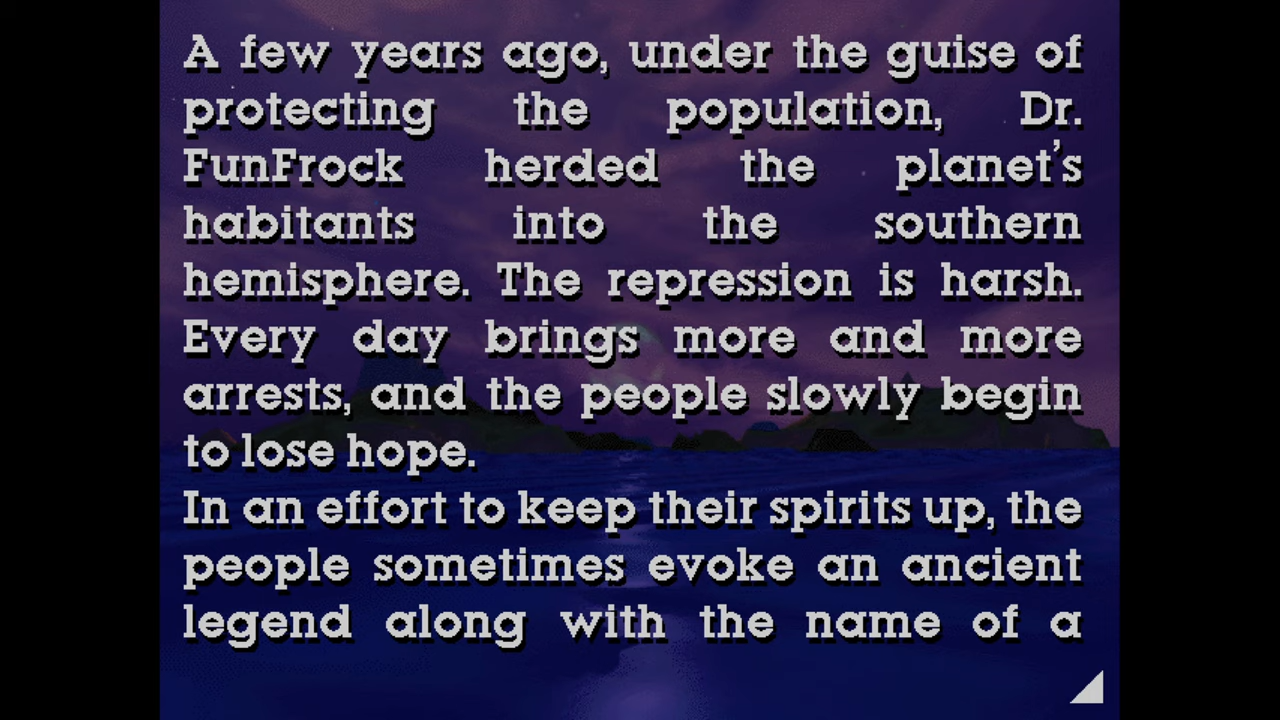 A few years ago, under the guise of
protecting the population, Dr.
FunFrock herded the planet's
habitants into the southern
hemisphere. The repression is harsh.
Every day brings more and more
arrests, and the people slowly begin
to lose hope.
In an effort to keep their spirits up, the
people sometimes evoke an ancient
legend along with the name of a